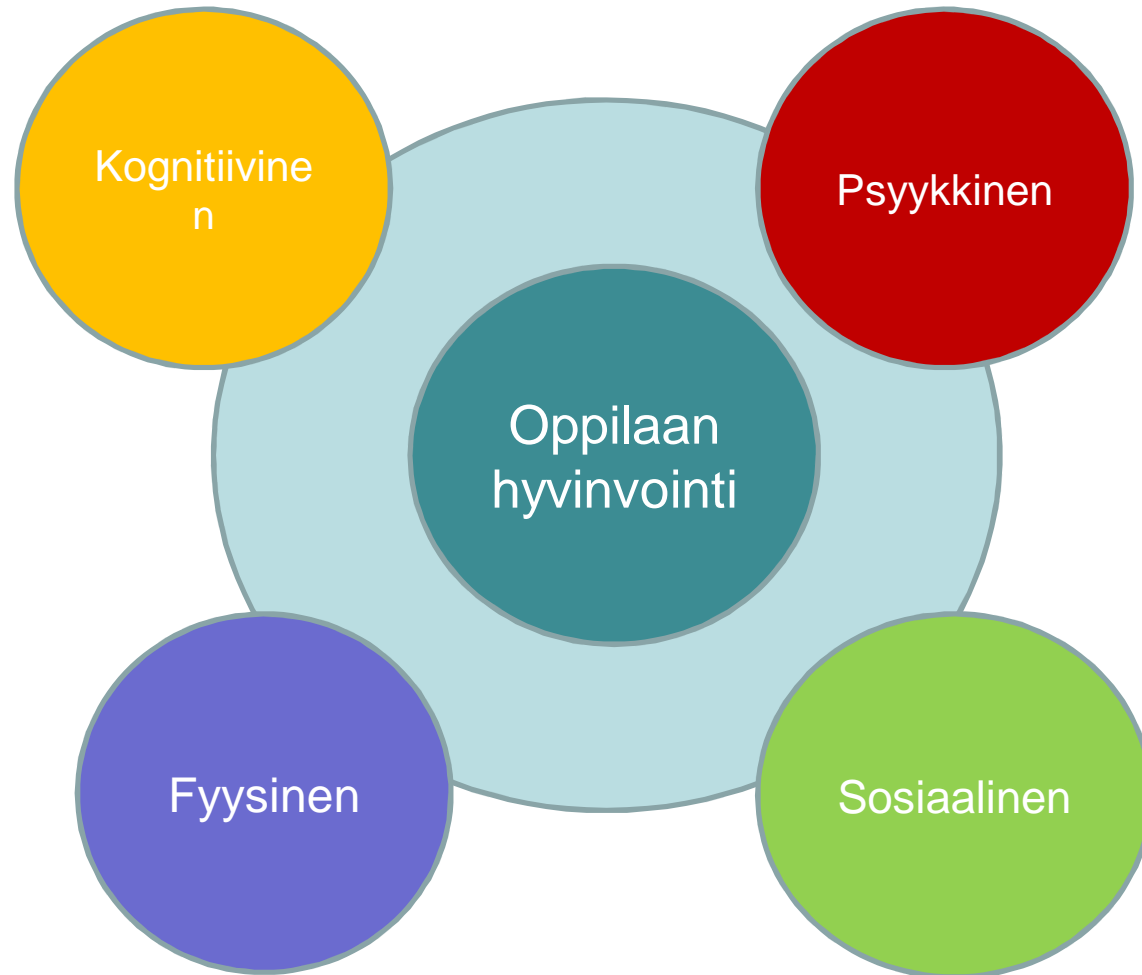 Kognitiivine
n
Psyykkinen
Oppilaan
hyvinvointi
Fyysinen
Sosiaalinen